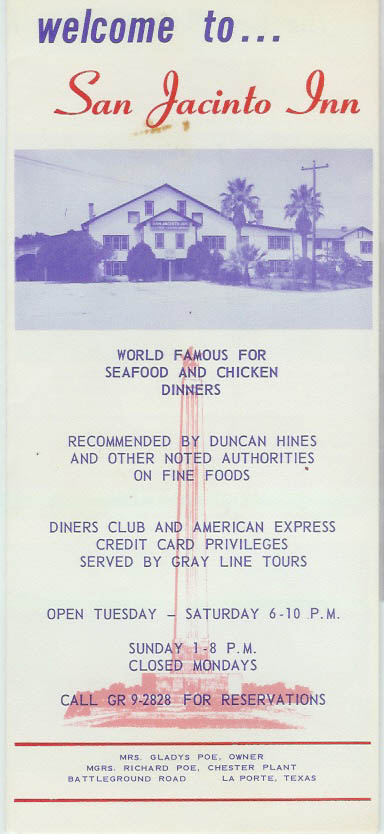 welcome to...
San Jacinto Inn
SAN JACINTO INN
WORLD FAMOUS FOR
SEAFOOD AND CHICKEN
DINNERS
RECOMMENDED BY DUNCAN HINES
AND OTHER NOTED AUTHORITIES
ON FINE FOODS
DINERS CLUB AND AMERICAN EXPRESS
CREDIT CARD PRIVILEGES
SERVED BY GRAY LINE TOURS
OPEN TUESDAY – SATURDAY 6-10 P.M.
SUNDAY 1-8 P.M.
CLOSED MONDAYS
CALL GR 9-2828 FOR RESERVATIONS
MRS. GLADYS POE, OWNER
MGRS. RICHARD POE, CHESTER PLANT
BATTLEGROUND ROAD LA PORTE, TEXAS